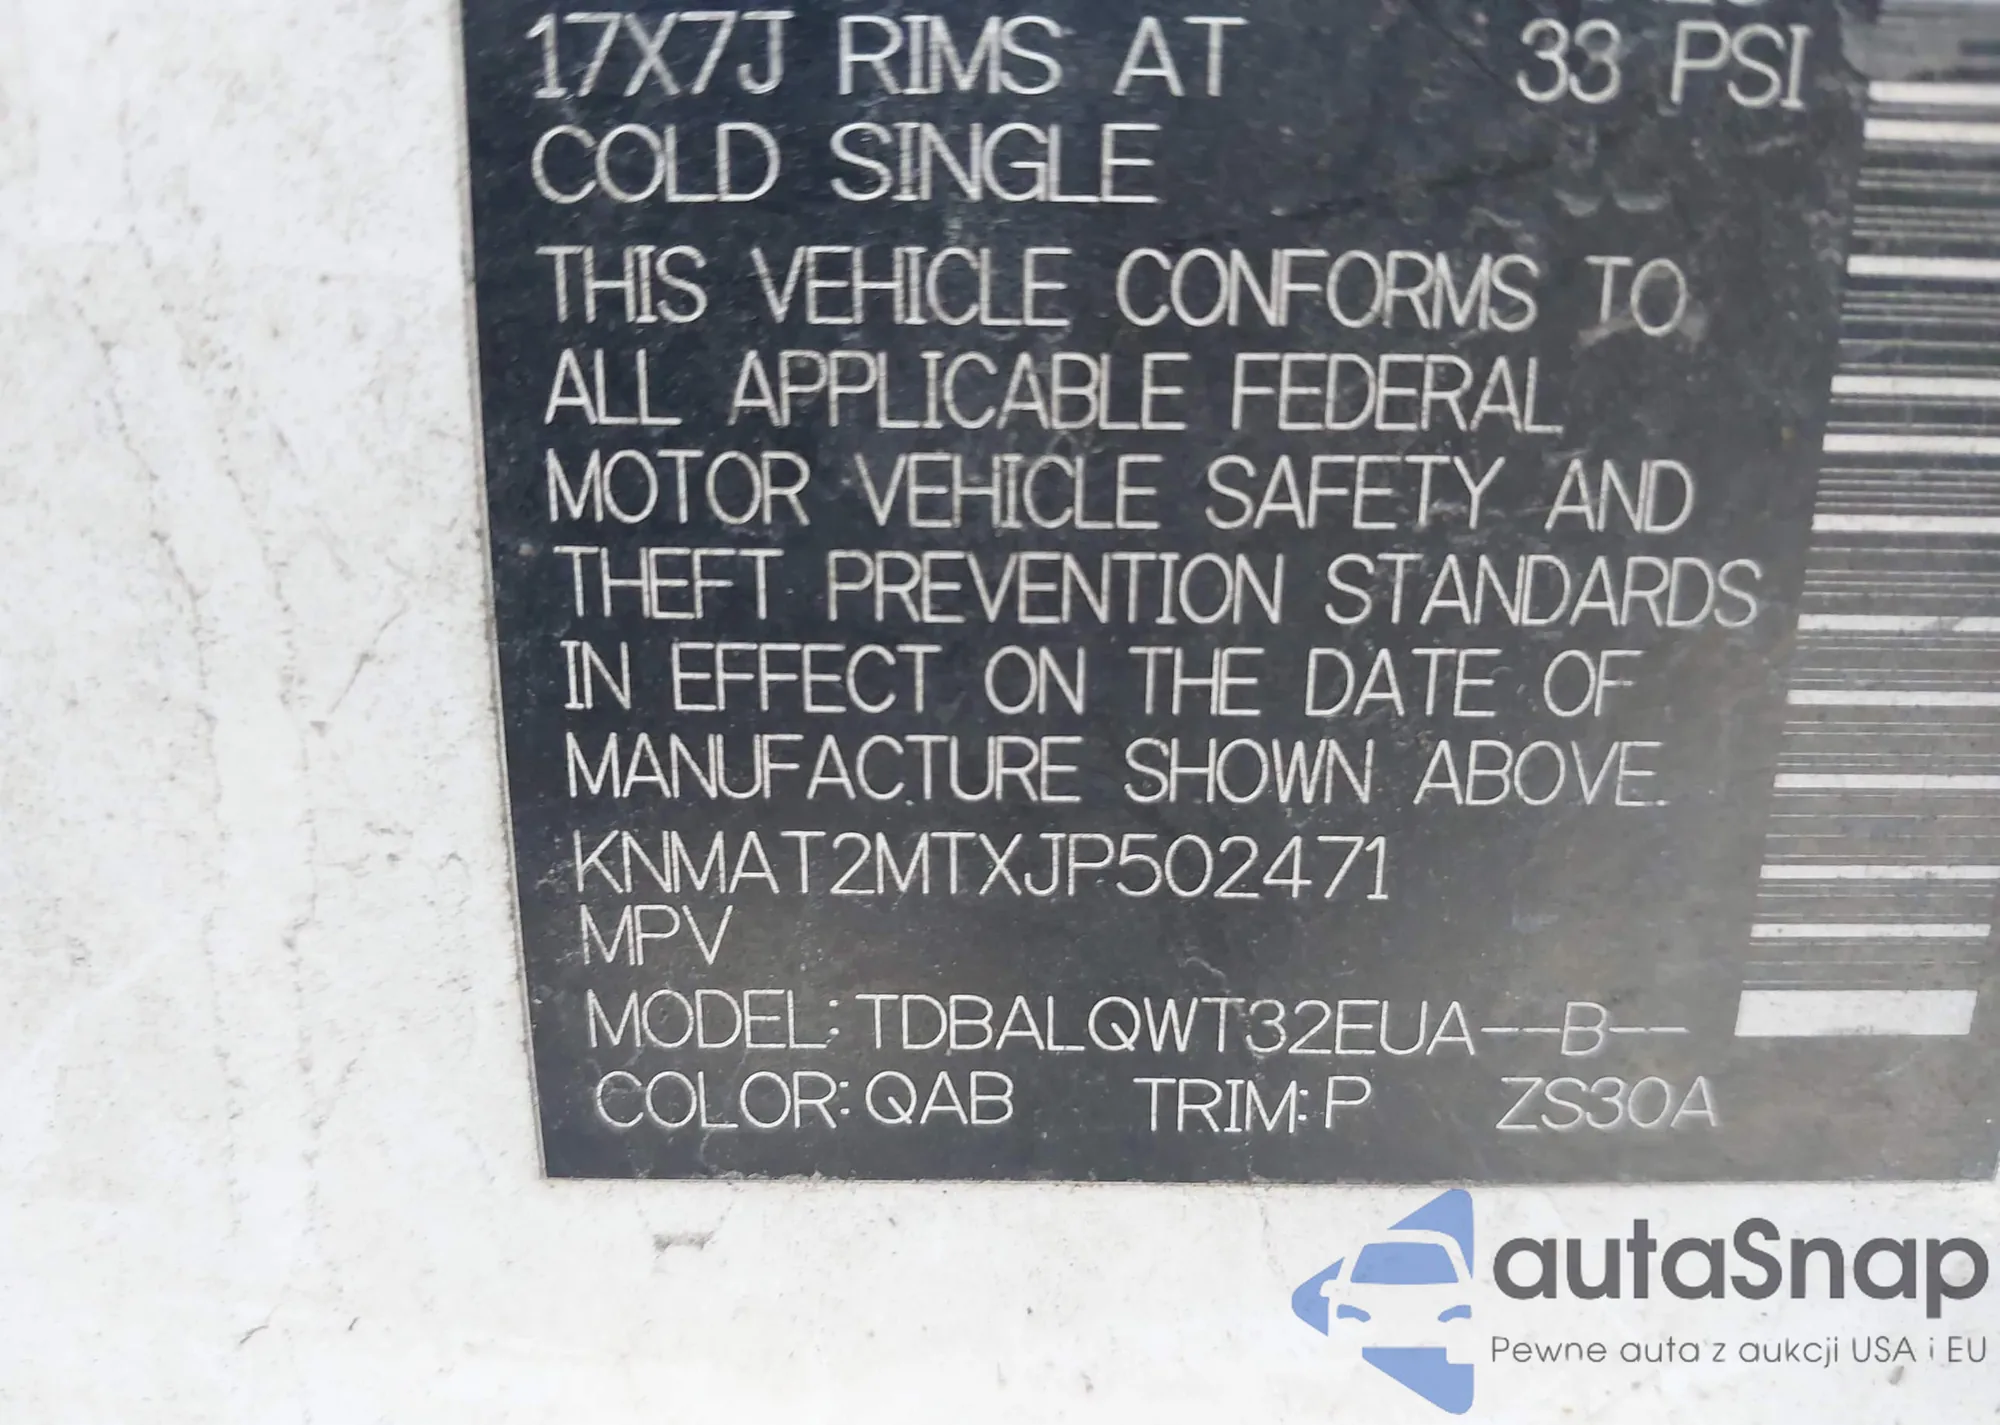 17X7J RIMS AT 33 PSI
COLD SINGLE
THIS VEHICLE CONFORMS TO
ALL APPLICABLE FEDERAL
MOTOR VEHICLE SAFETY AND
THEFT PREVENTION STANDARDS
IN EFFECT ON THE DATE OF
MANUFACTURE SHOWN ABOVE.
KNMAT2MTXJP502471
MPV
MODEL: TDBALQWT32EUA--B--
COLOR: QAB TRIM: P ZS30A
autaSnap
Pewne auta z aukcji USA i EU